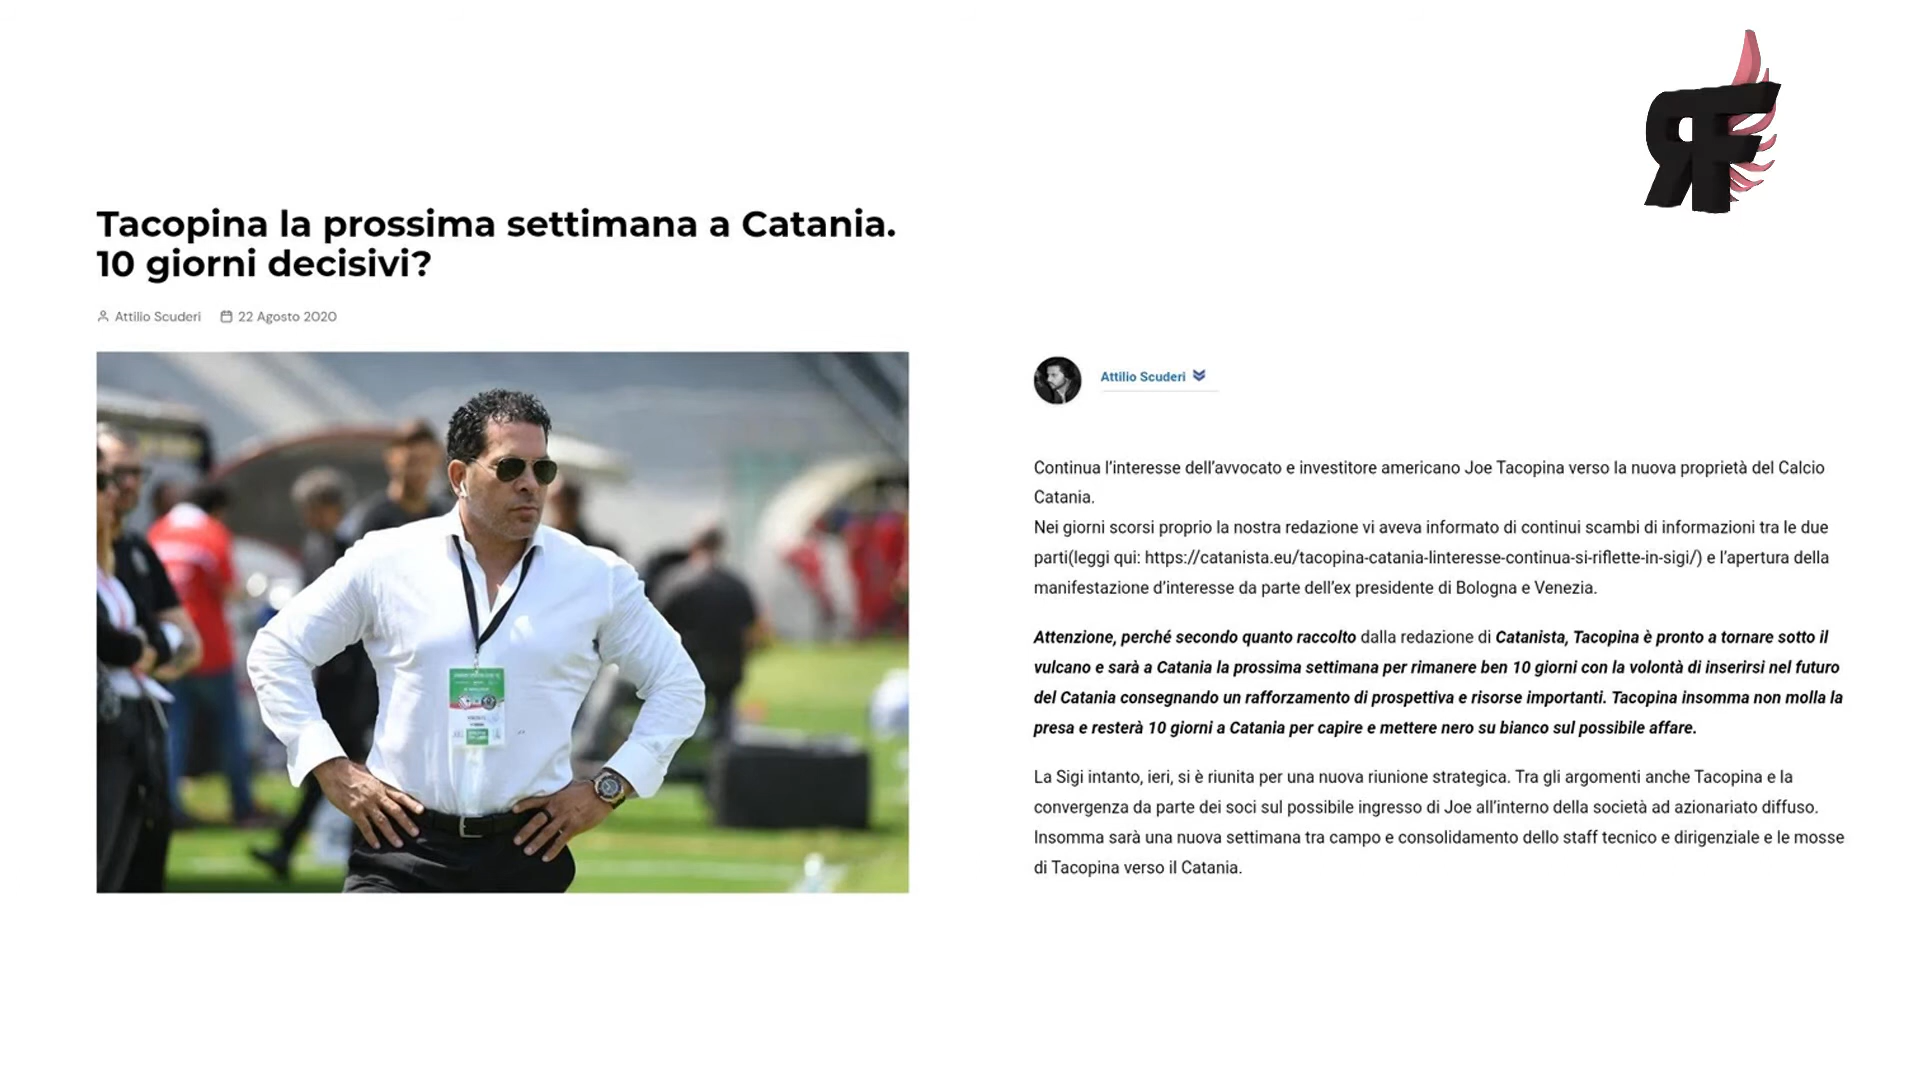 Tacopina la prossima settimana a Catania.
10 giorni decisivi?
Attilio Scuderi 22 Agosto 2020
RF
Attilio Scuderi
Continua l'interesse dell'avvocato e investitore americano Joe Tacopina verso la nuova proprietà del Calcio
Catania.
Nei giorni scorsi proprio la nostra redazione vi aveva informato di continui scambi di informazioni tra le due
parti(leggi qui: https://catanista.eu/tacopina-catania-linteresse-continua-si-riflette-in-sigi/) e l'apertura della
manifestazione d'interesse da parte dell'ex presidente di Bologna e Venezia.
Attenzione, perché secondo quanto raccolto dalla redazione di Catanista, Tacopina è pronto a tornare sotto il
vulcano e sarà a Catania la prossima settimana per rimanere ben 10 giorni con la volontà di inserirsi nel futuro
del Catania consegnando un rafforzamento di prospettiva e risorse importanti. Tacopina insomma non molla la
presa e resterà 10 giorni a Catania per capire e mettere nero su bianco sul possibile affare.
La Sigi intanto, ieri, si è riunita per una nuova riunione strategica. Tra gli argomenti anche Tacopina e la
convergenza da parte dei soci sul possibile ingresso di Joe all'interno della società ad azionariato diffuso.
Insomma sarà una nuova settimana tra campo e consolidamento dello staff tecnico e dirigenziale e le mosse
di Tacopina verso il Catania.